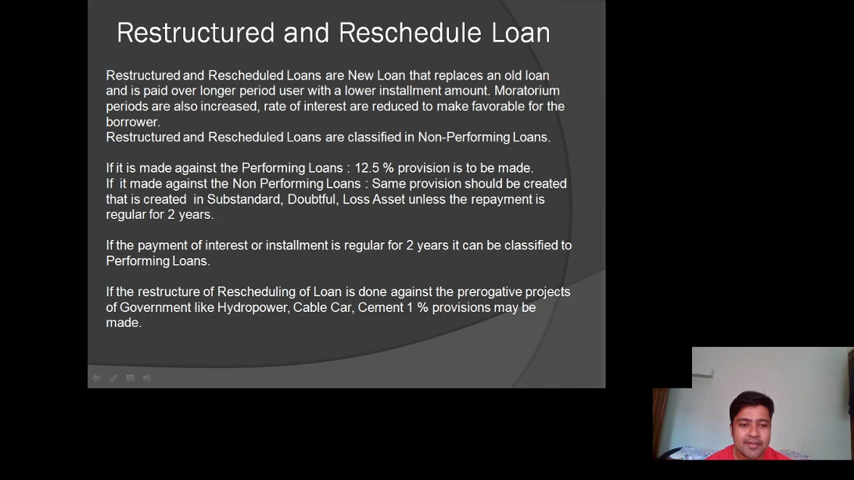 Restructured and Reschedule Loan
Restructured and Rescheduled Loans are New Loan that replaces an old loan
and is paid over longer period user with a lower installment amount. Moratorium
periods are also increased, rate of interest are reduced to make favorable for the
borrower.
Restructured and Rescheduled Loans are classified in Non-Performing Loans.
If it is made against the Performing Loans : 12.5 % provision is to be made.
If it made against the Non Performing Loans : Same provision should be created
that is created in Substandard, Doubtful, Loss Asset unless the repayment is
regular for 2 years.
If the payment of interest or installment is regular for 2 years it can be classified to
Performing Loans.
If the restructure of Rescheduling of Loan is done against the prerogative projects
of Government like Hydropower, Cable Car, Cement 1 % provisions may be
made.